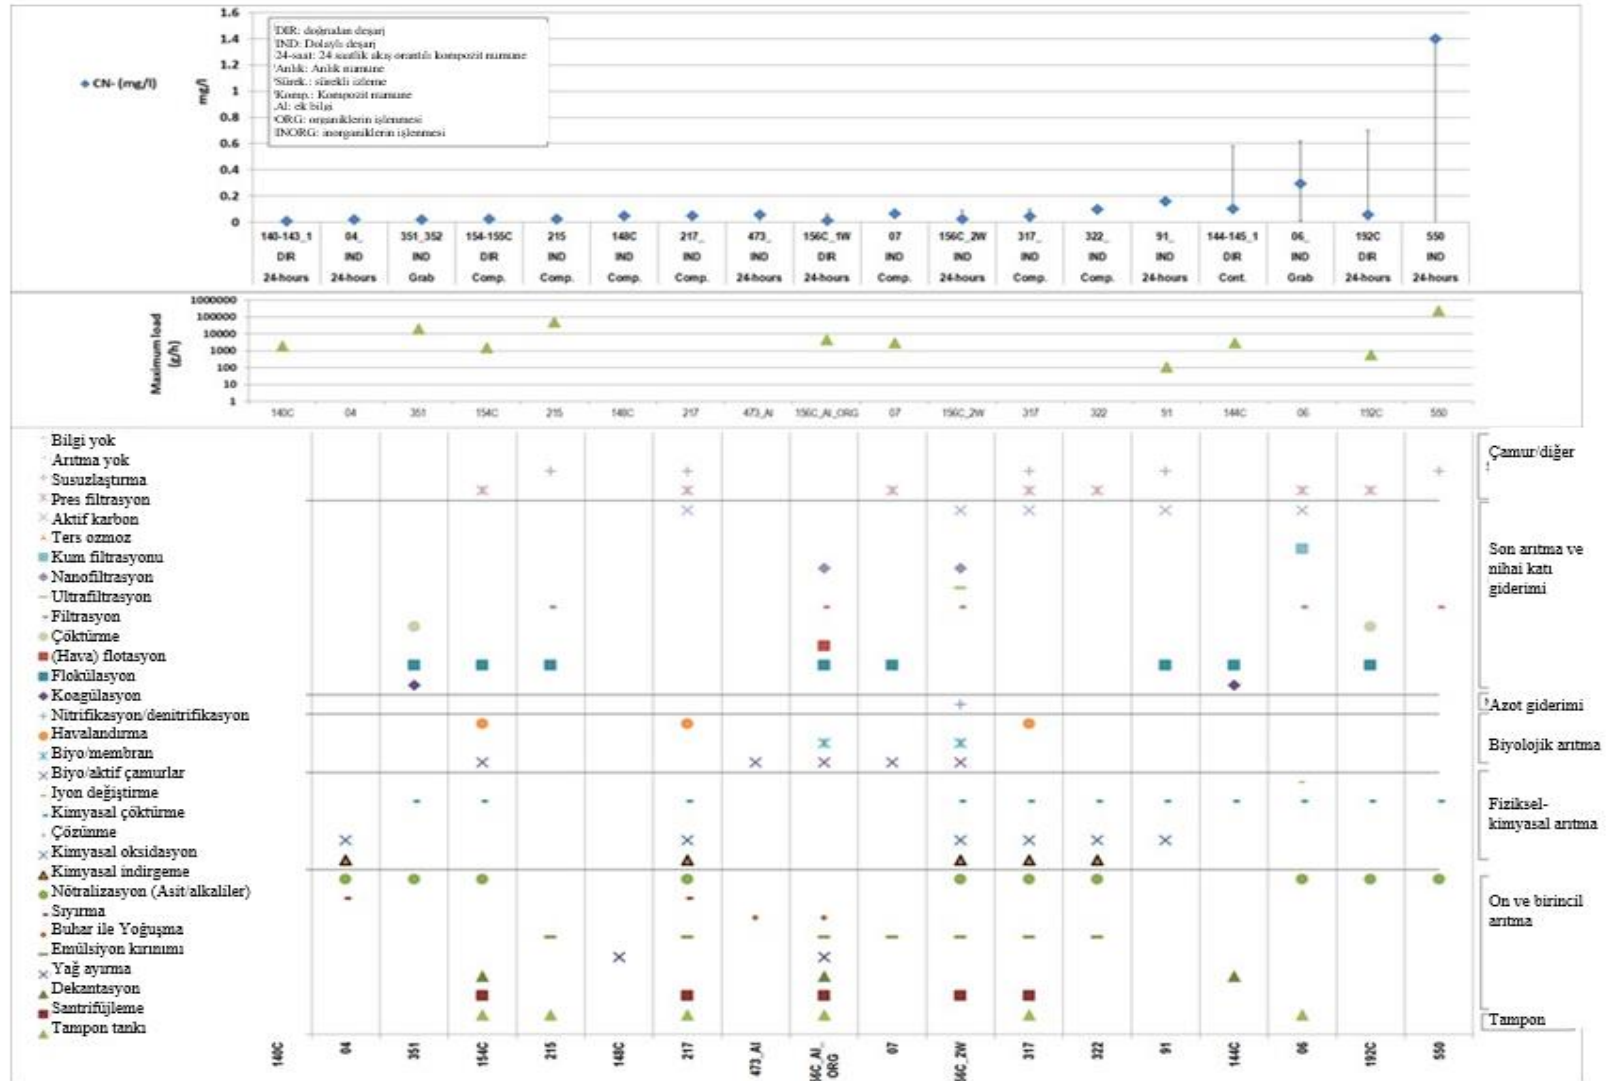 1.6
1.4
1.2
1
0.8
0.6
0.4
0.2
0
mg/l
CN- (mg/l)
DIR: doğrudan deşarj
IND: Dolaylı deşarj
24-saat: 24 saatlik akış orantılı kompozit numune
Anlık: Anlık numune
Sürek.: sürekli izleme
Komp.: Kompozit numune
AI: ek bilgi
ORG: organiklerin işlenmesi
INORG: inorganiklerin işlenmesi
140-143_1 04_ 351_352 154-155C 215 148C 217_ 473_ 156C_1W 07 156C_2W 317_ 322_ 91_ 144-145_1 06_ 192C 550
DIR IND IND DIR IND IND IND IND DIR IND IND IND IND IND DIR IND DIR IND
24-hours 24-hours Grab Comp. Comp. Comp. Comp. 24-hours 24-hours Comp. 24-hours Comp. Comp. 24-hours Cont. Grab 24-hours 24-hours
Maximum load
(g/h)
1000000
100000
10000
1000
100
10
1
140C 04 351 154C 215 148C 217 473_AI 156C_AI_ORG 07 156C_2W 317 322 91 144C 06 192C 550
Bilgi yok
Arıtma yok
Susuzlaştırma
Pres filtrasyon
Aktif karbon
Ters ozmoz
Kum filtrasyonu
Nanofiltrasyon
Ultrafiltrasyon
Filtrasyon
Çöktürme
(Hava) flotasyon
Flokülasyon
Koagülasyon
Nitrifikasyon/denitrifikasyon
Havalandırma
Biyo/membran
Biyo/aktif çamurlar
Iyon değiştirme
Kimyasal çöktürme
Çözünme
Kimyasal oksidasyon
Kimyasal indirgeme
Nötralizasyon (Asit/alkaliler)
Sıyırma
Buhar ile Yoğuşma
Emülsiyon kırınımı
Yağ ayırma
Dekantasyon
Santrifüjleme
Tampon tankı
Çamur/diğer
Son arıtma ve
nihai katı
giderimi
Azot giderimi
Biyolojik arıtma
Fiziksel-
kimyasal arıtma
On ve birincil
arıtma
Tampon
140C 04 351 154C 215 148C 217 473_AI 56C_AI_ 07 56C_2W 317 322 91 144C 06 192C 550
ORG